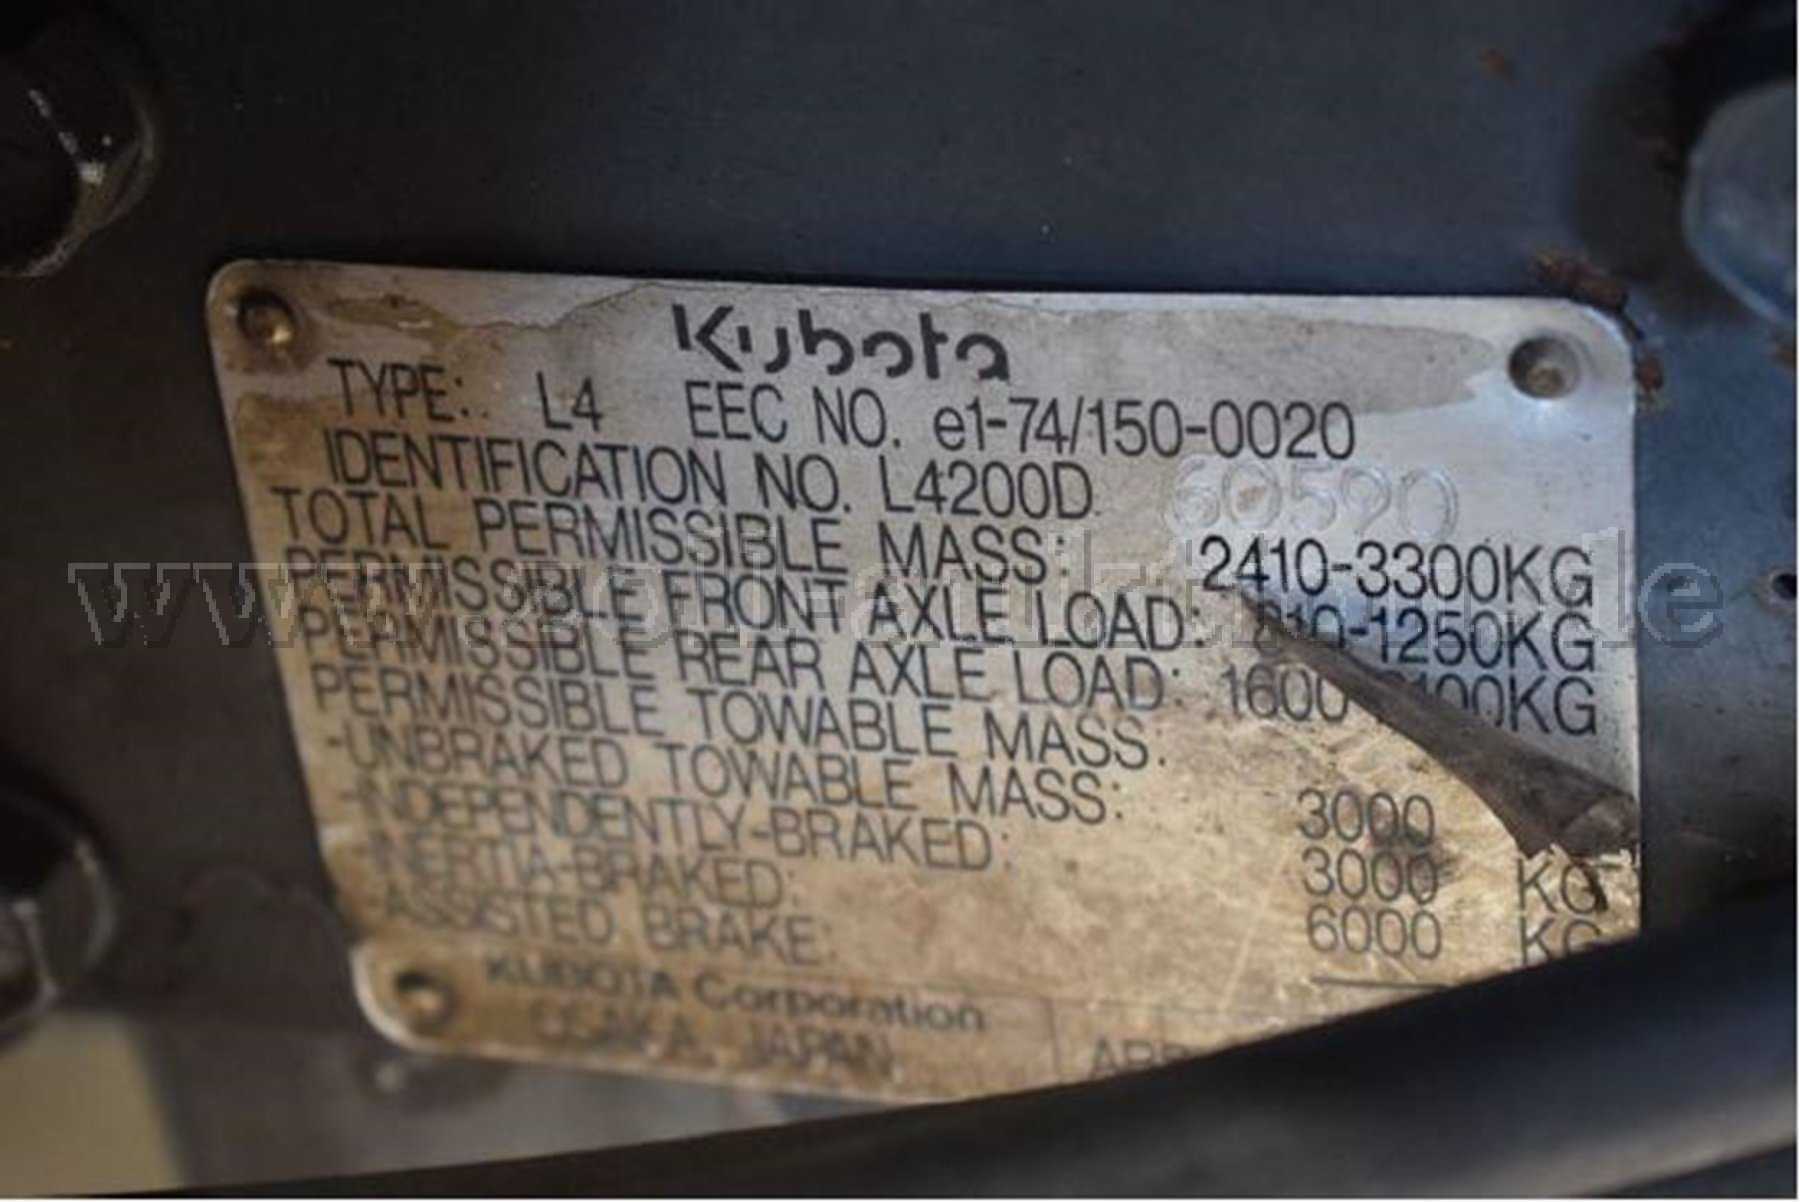 Kubota
TYPE: L4 EEC NO. e1-74/150-0020
IDENTIFICATION NO. L4200D 60590
TOTAL PERMISSIBLE MASS: 2410-3300KG
PERMISSIBLE FRONT AXLE LOAD: 810-1250KG
PERMISSIBLE REAR AXLE LOAD: 1600
PERMISSIBLE TOWABLE MASS.
-UNBRAKED TOWABLE MASS: 3000
-INDEPENDENTLY-BRAKED: 3000 KG
-INERTIA-BRAKED: 6000 KG
-ASSISTED BRAKE:
KUBOTA Corporation
OSAKA, JAPAN